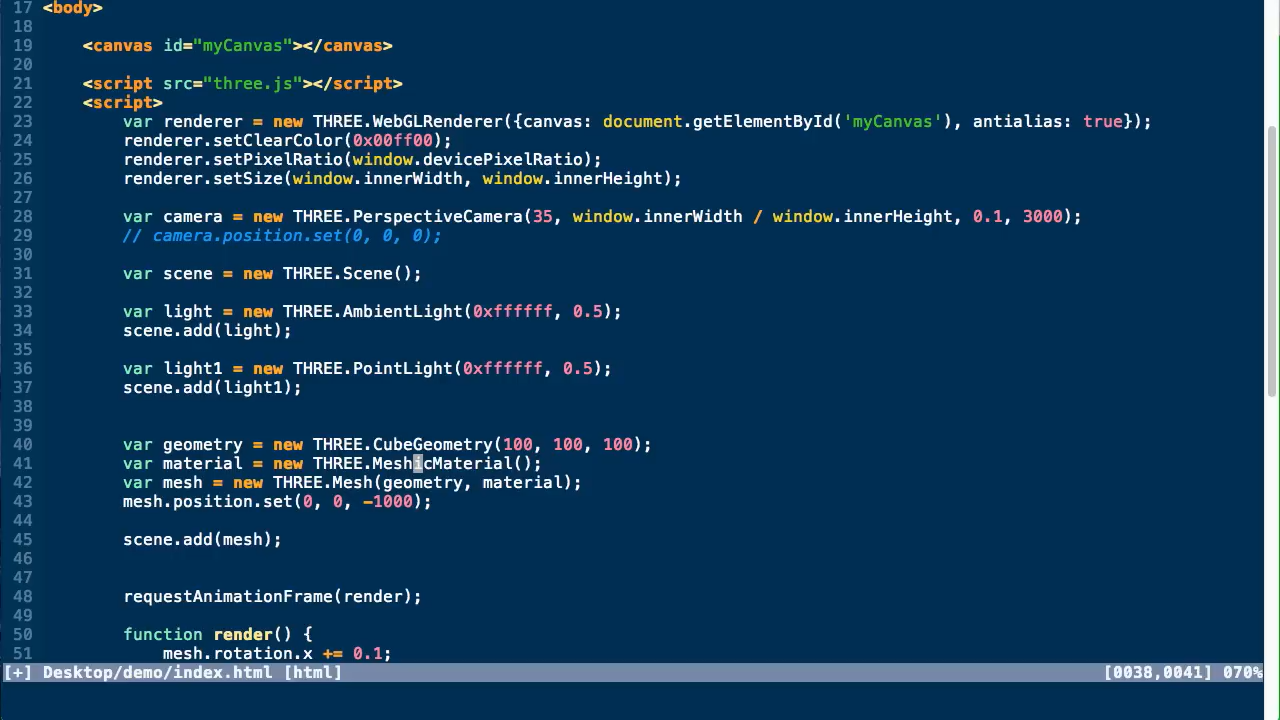 17 <body>
18
19     <canvas id="myCanvas"></canvas>
20
21     <script src="three.js"></script>
22     <script>
23         var renderer = new THREE.WebGLRenderer({canvas: document.getElementById('myCanvas'), antialias: true});
24         renderer.setClearColor(0x00ff00);
25         renderer.setPixelRatio(window.devicePixelRatio);
26         renderer.setSize(window.innerWidth, window.innerHeight);
27
28         var camera = new THREE.PerspectiveCamera(35, window.innerWidth / window.innerHeight, 0.1, 3000);
29         // camera.position.set(0, 0, 0);
30
31         var scene = new THREE.Scene();
32
33         var light = new THREE.AmbientLight(0xffffff, 0.5);
34         scene.add(light);
35
36         var light1 = new THREE.PointLight(0xffffff, 0.5);
37         scene.add(light1);
38
39
40         var geometry = new THREE.CubeGeometry(100, 100, 100);
41         var material = new THREE.MeshicMaterial();
42         var mesh = new THREE.Mesh(geometry, material);
43         mesh.position.set(0, 0, -1000);
44
45         scene.add(mesh);
46
47
48         requestAnimationFrame(render);
49
50         function render() {
51             mesh.rotation.x += 0.1;
[+] Desktop/demo/index.html [html] [0038,0041] 070%